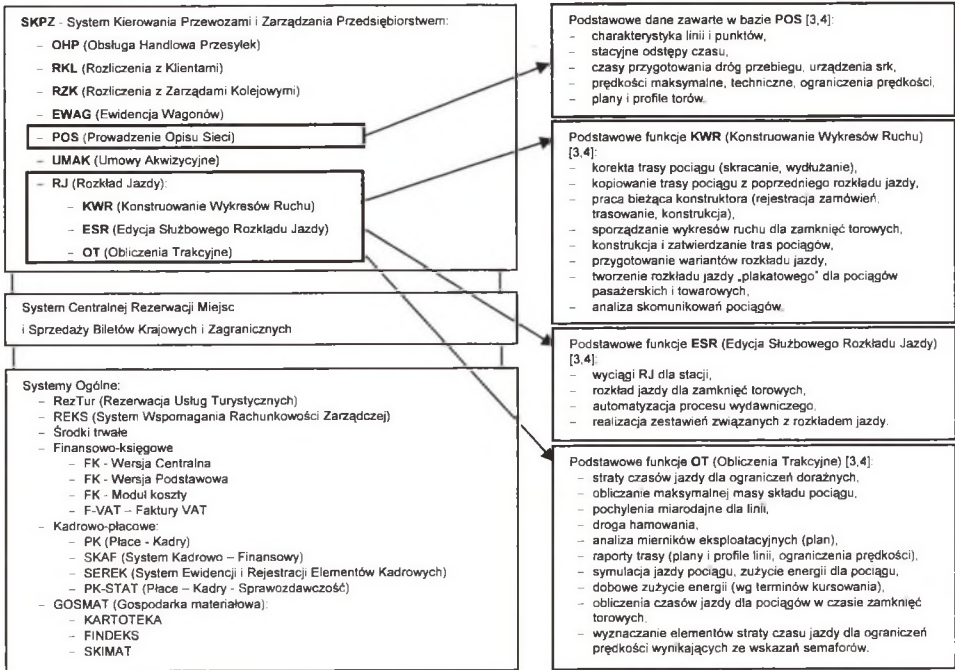 SKPZ - System Kierowania Przewozami i Zarządzania Przedsiębiorstwem:
– OHP (Obsługa Handlowa Przesyłek)
– RKL (Rozliczenia z Klientami)
– RZK (Rozliczenia z Zarządami Kolejowymi)
– EWAG (Ewidencja Wagonów)
– POS (Prowadzenie Opisu Sieci)
– UMAK (Umowy Akwizycyjne)
– RJ (Rozkład Jazdy):
– KWR (Konstruowanie Wykresów Ruchu)
– ESR (Edycja Służbowego Rozkładu Jazdy)
– OT (Obliczenia Trakcyjne)
System Centralnej Rezerwacji Miejsc
i Sprzedaży Biletów Krajowych i Zagranicznych
Systemy Ogólne:
– RezTur (Rezerwacja Usług Turystycznych)
– REKS (System Wspomagania Rachunkowości Zarządczej)
– Środki trwałe
– Finansowo-księgowe
– FK - Wersja Centralna
– FK - Wersja Podstawowa
– FK - Moduł koszty
– F-VAT – Faktury VAT
– Kadrowo-płacowe:
– PK (Płace - Kadry)
– SKAF (System Kadrowo – Finansowy)
– SEREK (System Ewidencji i Rejestracji Elementów Kadrowych)
– PK-STAT (Płace – Kadry - Sprawozdawczość)
– GOSMAT (Gospodarka materiałowa):
– KARTOTEKA
– FINDEKS
– SKIMAT
Podstawowe dane zawarte w bazie POS [3,4]:
– charakterystyka linii i punktów,
– stacyjne odstępy czasu,
– czasy przygotowania dróg przebiegu, urządzenia srk,
– prędkości maksymalne, techniczne, ograniczenia prędkości,
– plany i profile torów.
Podstawowe funkcje KWR (Konstruowanie Wykresów Ruchu)
[3,4]:
– korekta trasy pociągu (skracanie, wydłużanie),
– kopiowanie trasy pociągu z poprzedniego rozkładu jazdy,
– praca bieżąca konstruktora (rejestracja zamówień,
trasowanie, konstrukcja),
– sporządzanie wykresów ruchu dla zamknięć torowych,
– konstrukcja i zatwierdzanie tras pociągów,
– przygotowanie wariantów rozkładu jazdy,
– tworzenie rozkładu jazdy „plakatowego” dla pociągów
pasażerskich i towarowych,
– analiza skomunikowań pociągów.
Podstawowe funkcje ESR (Edycja Służbowego Rozkładu Jazdy)
[3,4]:
– wyciągi RJ dla stacji,
– rozkład jazdy dla zamknięć torowych,
– automatyzacja procesu wydawniczego,
– realizacja zestawień związanych z rozkładem jazdy.
Podstawowe funkcje OT (Obliczenia Trakcyjne) [3,4]:
– straty czasów jazdy dla ograniczeń doraźnych,
– obliczanie maksymalnej masy składu pociągu,
– pochylenia miarodajne dla linii,
– droga hamowania,
– analiza mierników eksploatacyjnych (plan),
– raporty trasy (plany i profile linii, ograniczenia prędkości),
– symulacja jazdy pociągu, zużycie energii dla pociągu,
– dobowe zużycie energii (wg terminów kursowania),
– obliczenia czasów jazdy dla pociągów w czasie zamknięć
torowych,
– wyznaczanie elementów straty czasu jazdy dla ograniczeń
prędkości wynikających ze wskazań semaforów.